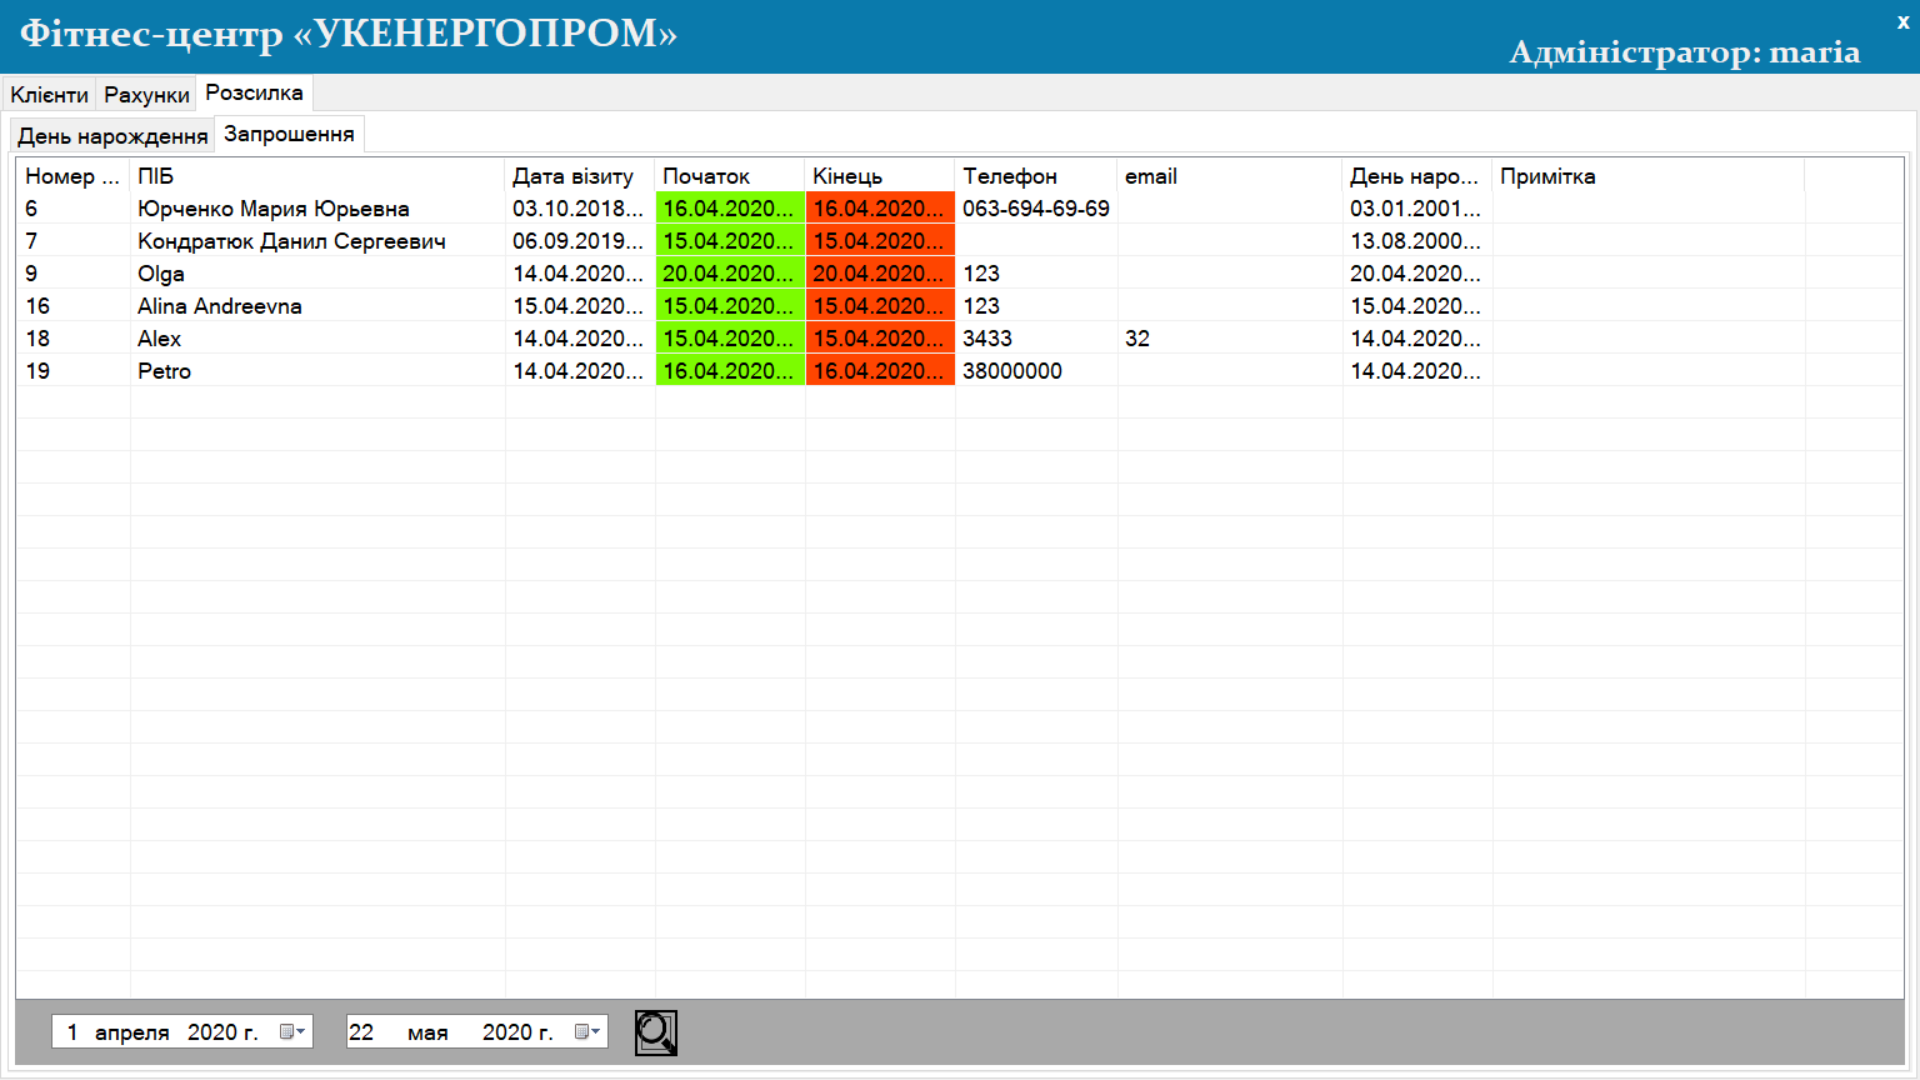 Фітнес-центр «УКЕНЕРГОПРОМ»
x
Адміністратор: maria
Клієнти Рахунки Розсилка
День народження Запрошення
Номер ... ПІБ Дата візиту Початок Кінець Телефон email День наро... Примітка
6 Юрченко Мария Юрьевна 03.10.2018... 16.04.2020... 16.04.2020... 063-694-69-69 03.01.2001...
7 Кондратюк Данил Сергеевич 06.09.2019... 15.04.2020... 15.04.2020... 13.08.2000...
9 Olga 14.04.2020... 20.04.2020... 20.04.2020... 123 20.04.2020...
16 Alina Andreevna 15.04.2020... 15.04.2020... 15.04.2020... 123 15.04.2020...
18 Alex 14.04.2020... 15.04.2020... 15.04.2020... 3433 32 14.04.2020...
19 Petro 14.04.2020... 16.04.2020... 16.04.2020... 38000000 14.04.2020...
1 апреля 2020 г. 22 мая 2020 г.